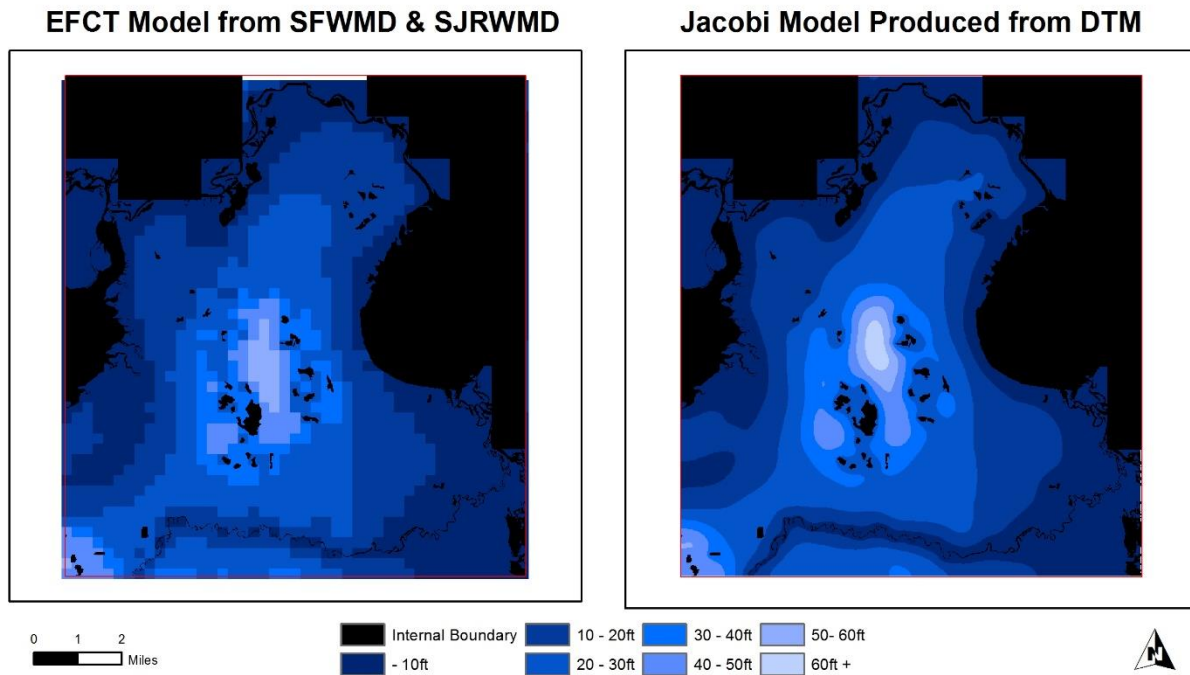 EFCT Model from SFWMD & SJRWMD
Jacobi Model Produced from DTM
0 1 2
Miles
Internal Boundary
- 10ft
10 - 20ft
20 - 30ft
30 - 40ft
40 - 50ft
50- 60ft
60ft +
N